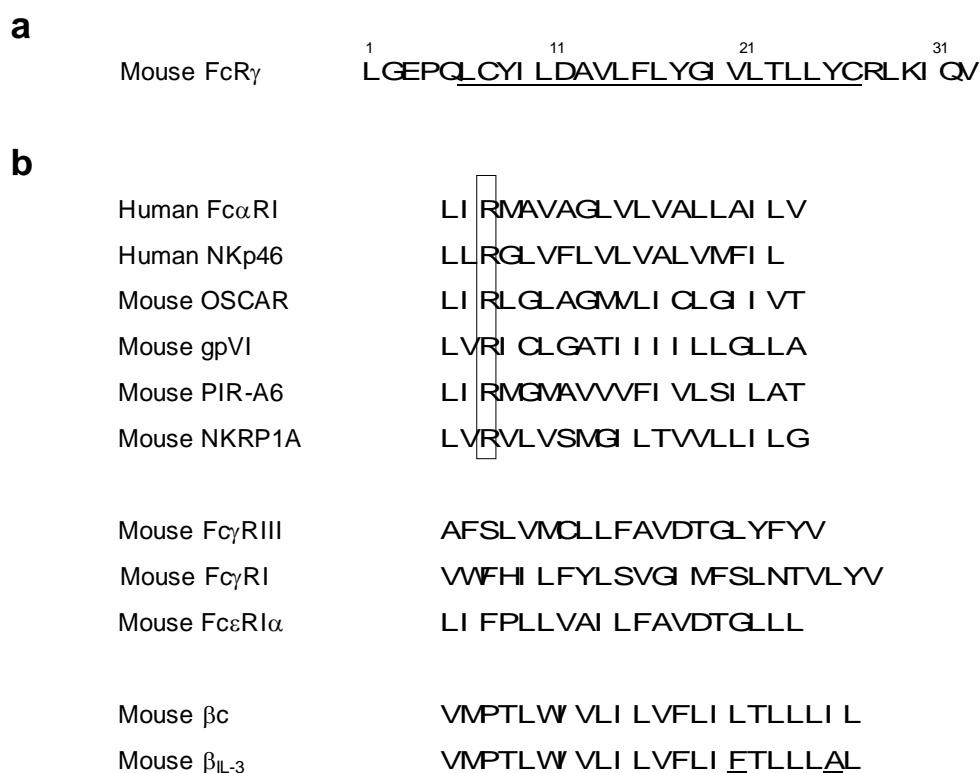 a
1 11 21 31
Mouse FcRγ LGEPQLCYILDAVLFLYGIVLTLLYCRLKIQV
b
Human FcαRI LIRMAVAGLVLVALLAILV
Human NKp46 LLRGLVFLVLVALVMFIL
Mouse OSCAR LIRLGLAGMVLICLGIIVT
Mouse gpVI LVRICLGATIIIILLGLLA
Mouse PIR-A6 LIRMGMAVVVFIVLSILAT
Mouse NKRP1A LVRVLVSMGILTVVLLILG
Mouse FcγRIII AFSLVMCLLFAVDTGLYFYV
Mouse FcγRI VWFHILFYLSVGIMFSLNTVLYV
Mouse FcεRIα LIFPLLVAILFAVDTGLLL
Mouse βc VMPTLWIVLILVFLILTLLLIL
Mouse βIL-3 VMPTLWIVLILVFLIFTLLLAL